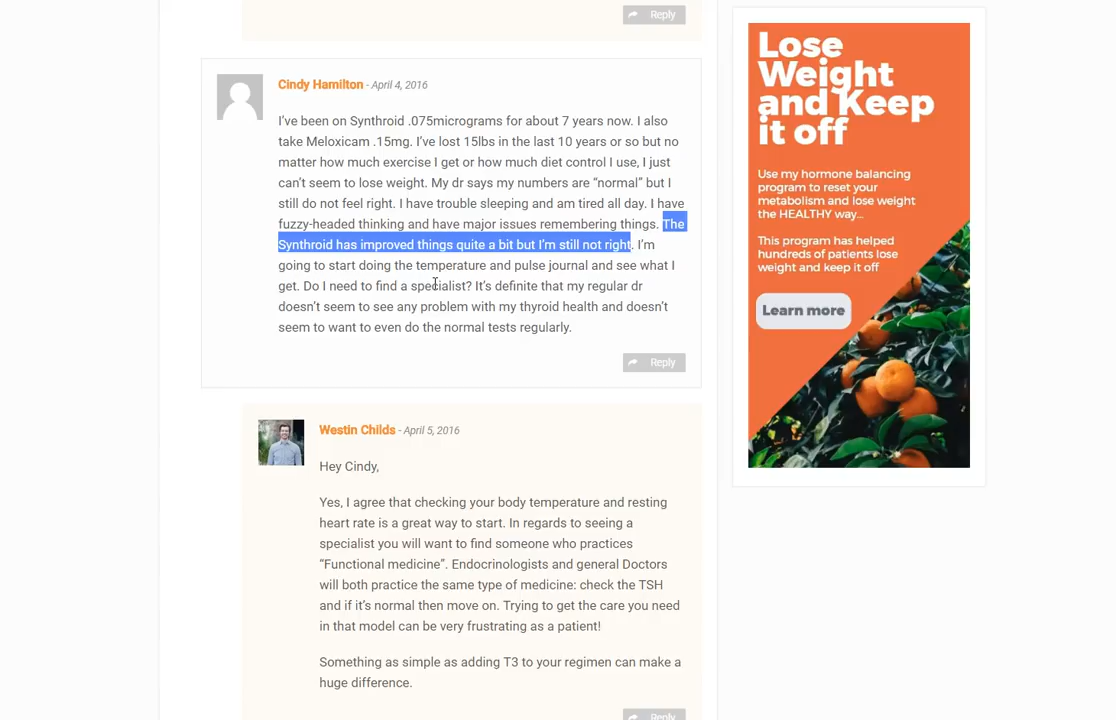 Reply
Cindy Hamilton - April 4, 2016
I've been on Synthroid .075micrograms for about 7 years now. I also
take Meloxicam .15mg. I've lost 15lbs in the last 10 years or so but no
matter how much exercise I get or how much diet control I use, I just
can't seem to lose weight. My dr says my numbers are “normal” but I
still do not feel right. I have trouble sleeping and am tired all day. I have
fuzzy-headed thinking and have major issues remembering things. The
Synthroid has improved things quite a bit but I'm still not right. I'm
going to start doing the temperature and pulse journal and see what I
get. Do I need to find a specialist? It's definite that my regular dr
doesn't seem to see any problem with my thyroid health and doesn't
seem to want to even do the normal tests regularly.
Reply
Westin Childs - April 5, 2016
Hey Cindy,
Yes, I agree that checking your body temperature and resting
heart rate is a great way to start. In regards to seeing a
specialist you will want to find someone who practices
“Functional medicine”. Endocrinologists and general Doctors
will both practice the same type of medicine: check the TSH
and if it's normal then move on. Trying to get the care you need
in that model can be very frustrating as a patient!
Something as simple as adding T3 to your regimen can make a
huge difference.
Reply
Lose
Weight
and Keep
it off
Use my hormone balancing
program to reset your
metabolism and lose weight
the HEALTHY way...
This program has helped
hundreds of patients lose
weight and keep it off
Learn more